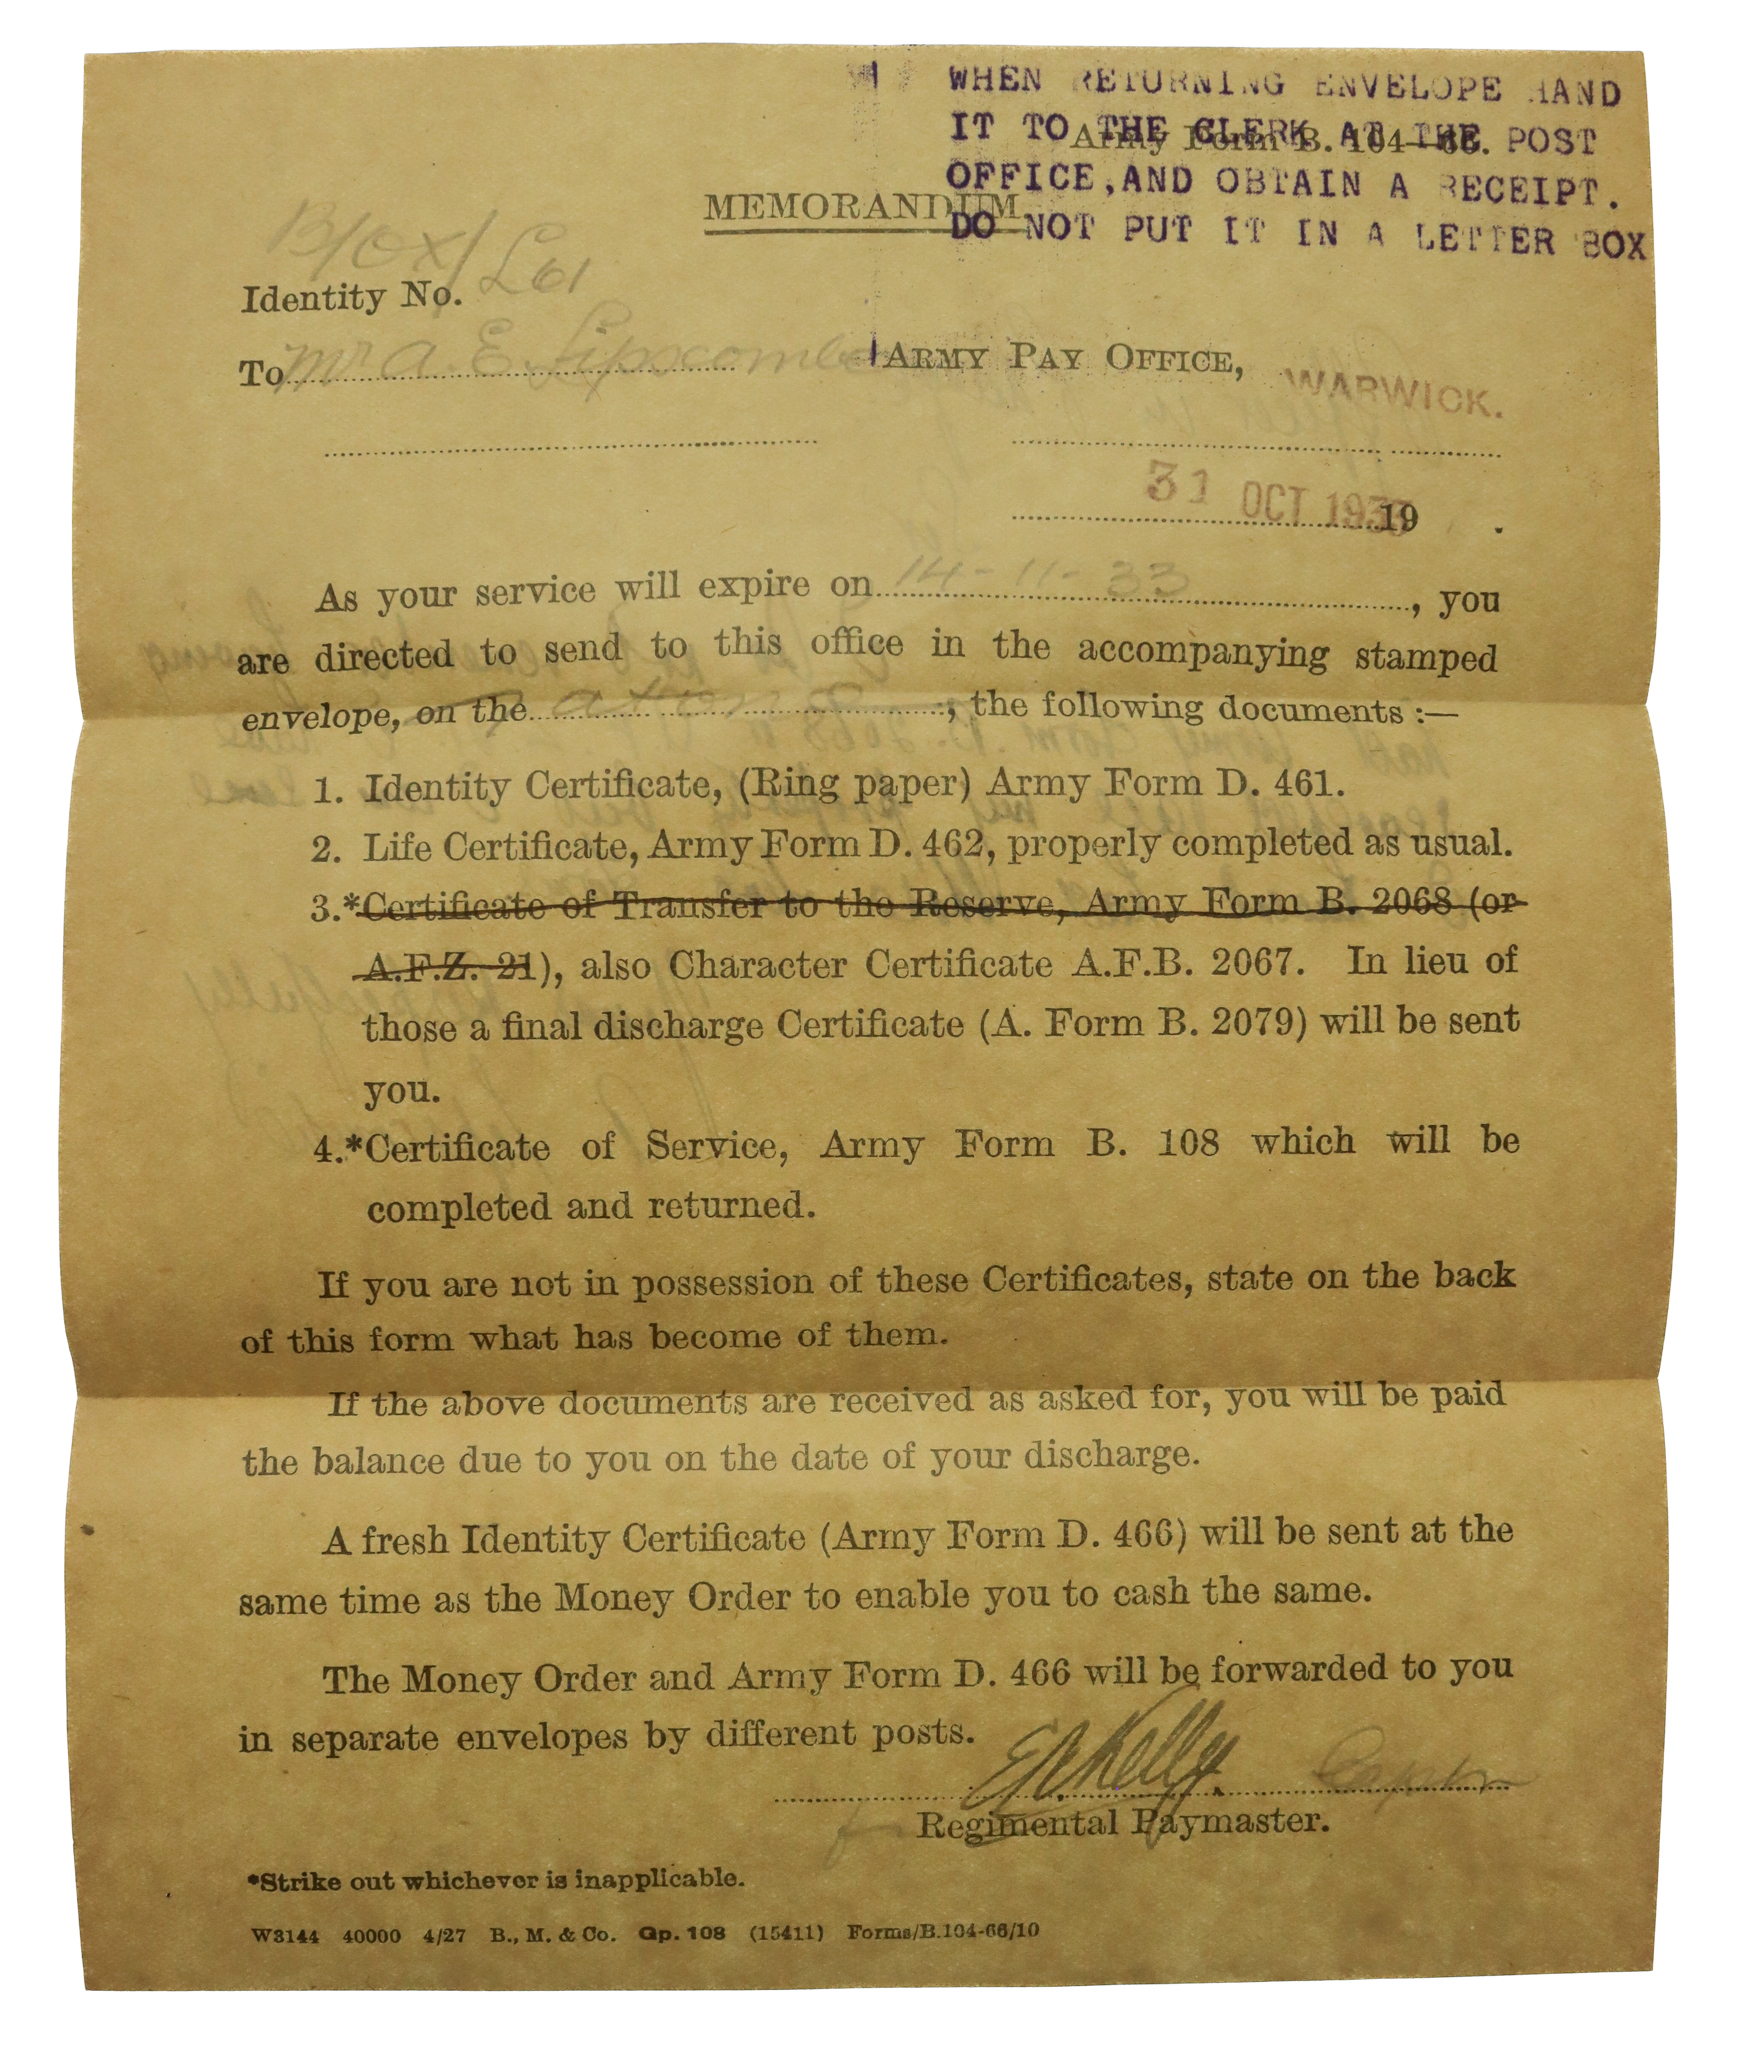 WHEN RETURNING ENVELOPE HAND
IT TO THE CLERK AT THE POST
OFFICE, AND OBTAIN A RECEIPT.
DO NOT PUT IT IN A LETTER BOX
Army Form B. 104—66.
MEMORANDUM
B/Ox/L61
Identity No.
To Mr A. E. Lipscombe
ARMY PAY OFFICE, WARWICK.
31 OCT 1933 19 .
As your service will expire on 14-11-33, you
are directed to send to this office in the accompanying stamped
envelope, on the at once, the following documents :—
1. Identity Certificate, (Ring paper) Army Form D. 461.
2. Life Certificate, Army Form D. 462, properly completed as usual.
3.*Certificate of Transfer to the Reserve, Army Form B. 2068 (or
A.F.Z. 21), also Character Certificate A.F.B. 2067. In lieu of
those a final discharge Certificate (A. Form B. 2079) will be sent
you.
4.*Certificate of Service, Army Form B. 108 which will be
completed and returned.
If you are not in possession of these Certificates, state on the back
of this form what has become of them.
If the above documents are received as asked for, you will be paid
the balance due to you on the date of your discharge.
A fresh Identity Certificate (Army Form D. 466) will be sent at the
same time as the Money Order to enable you to cash the same.
The Money Order and Army Form D. 466 will be forwarded to you
in separate envelopes by different posts.
Kelly.
Regimental Paymaster.
*Strike out whichever is inapplicable.
W3144 40000 4/27 B., M. & Co. Gp. 108 (15411) Forms/B.104-66/10